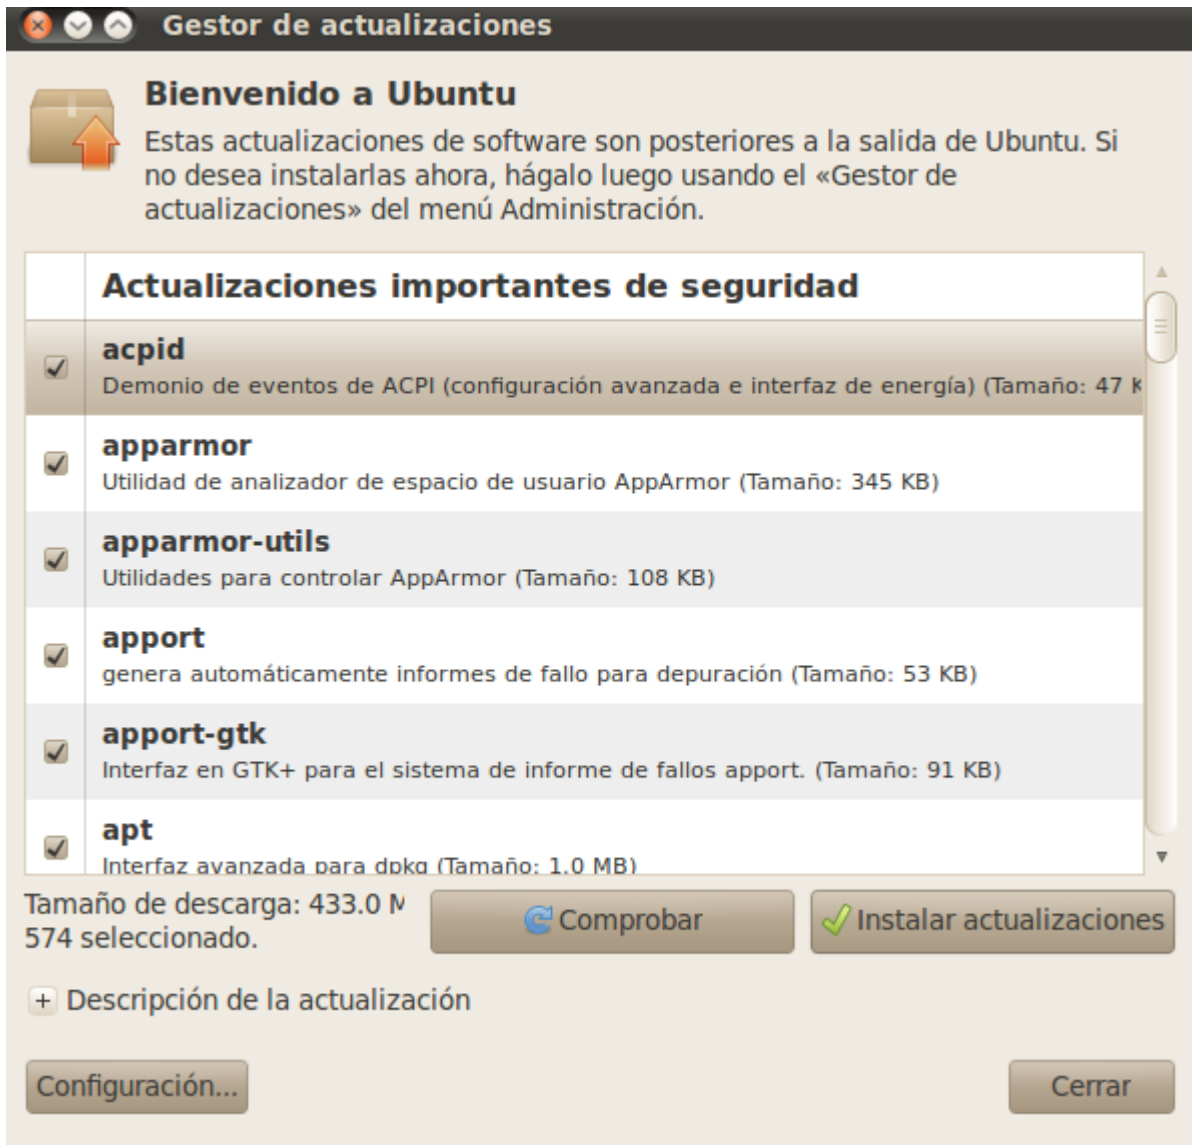 Gestor de actualizaciones
Bienvenido a Ubuntu
Estas actualizaciones de software son posteriores a la salida de Ubuntu. Si
no desea instalarlas ahora, hágalo luego usando el «Gestor de
actualizaciones» del menú Administración.
Actualizaciones importantes de seguridad
acpid
Demonio de eventos de ACPI (configuración avanzada e interfaz de energía) (Tamaño: 47 K
apparmor
Utilidad de analizador de espacio de usuario AppArmor (Tamaño: 345 KB)
apparmor-utils
Utilidades para controlar AppArmor (Tamaño: 108 KB)
apport
genera automáticamente informes de fallo para depuración (Tamaño: 53 KB)
apport-gtk
Interfaz en GTK+ para el sistema de informe de fallos apport. (Tamaño: 91 KB)
apt
Interfaz avanzada para dpkg (Tamaño: 1.0 MB)
Tamaño de descarga: 433.0 M
574 seleccionado.
Comprobar
Instalar actualizaciones
Descripción de la actualización
Configuración...
Cerrar